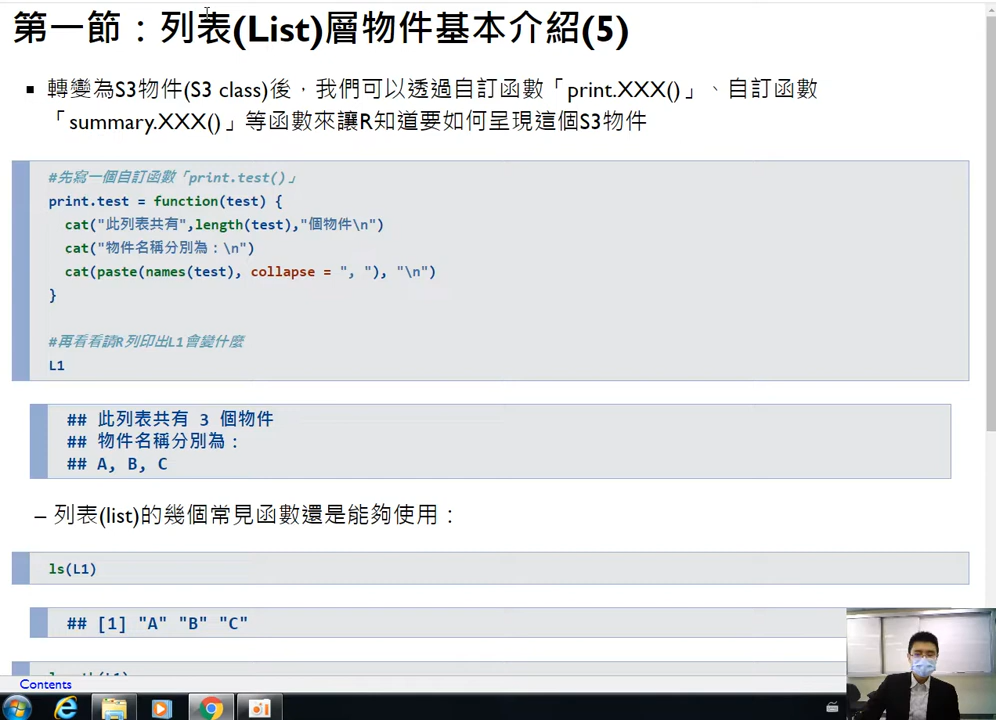 第一節：列表(List)層物件基本介紹(5)
▪ 轉變為S3物件(S3 class)後，我們可以透過自訂函數「print.XXX()」、自訂函數
「summary.XXX()」等函數來讓R知道要如何呈現這個S3物件
#先寫一個自訂函數「print.test()」
print.test = function(test) {
  cat("此列表共有",length(test),"個物件\n")
  cat("物件名稱分別為：\n")
  cat(paste(names(test), collapse = ", "), "\n")
}
#再看看請R列印出L1會變什麼
L1
## 此列表共有 3 個物件
## 物件名稱分別為：
## A, B, C
– 列表(list)的幾個常見函數還是能夠使用：
ls(L1)
## [1] "A" "B" "C"
Contents